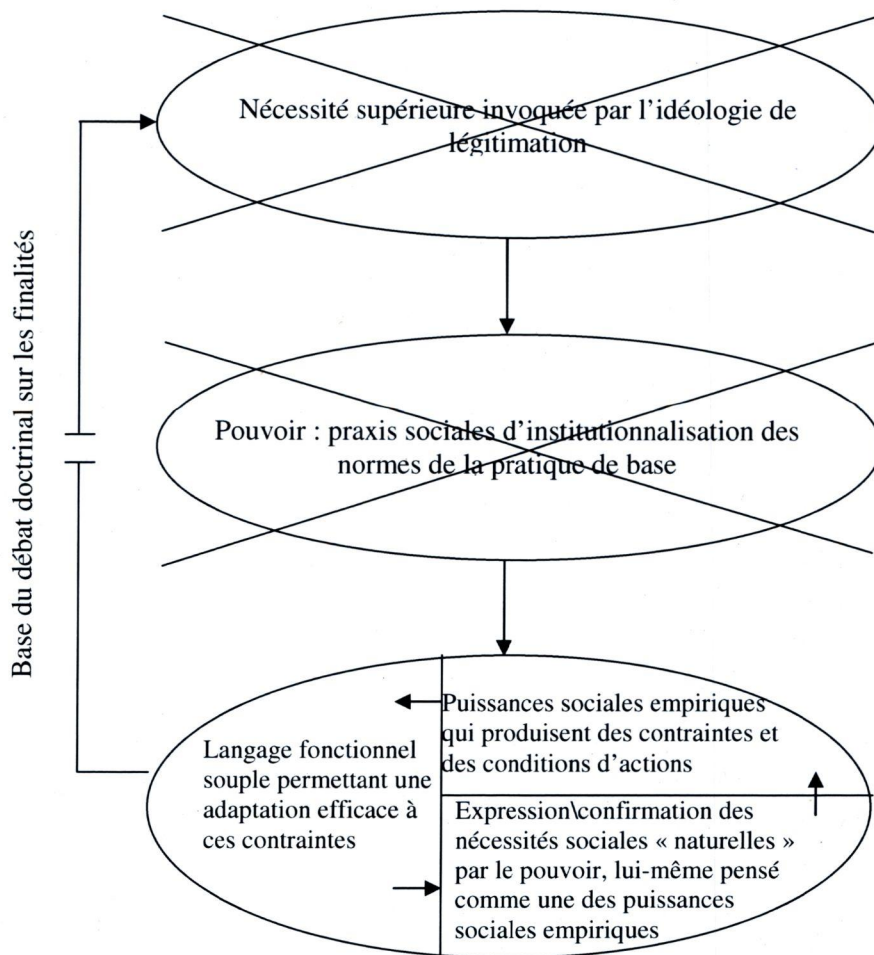 Nécessité supérieure invoquée par l'idéologie de
légitimation
Base du débat doctrinal sur les finalités
Pouvoir : praxis sociales d'institutionnalisation des
normes de la pratique de base
Puissances sociales empiriques
qui produisent des contraintes et
des conditions d'actions
Langage fonctionnel
souple permettant une
adaptation efficace à
ces contraintes
Expression\confirmation des
nécessités sociales « naturelles »
par le pouvoir, lui-même pensé
comme une des puissances
sociales empiriques